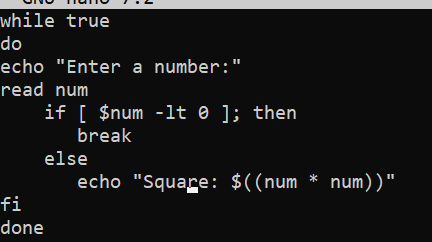 GNU nano 7.2
while true
do
echo "Enter a number:"
read num
    if [ $num -lt 0 ]; then
       break
    else
       echo "Square: $((num * num))"
fi
done